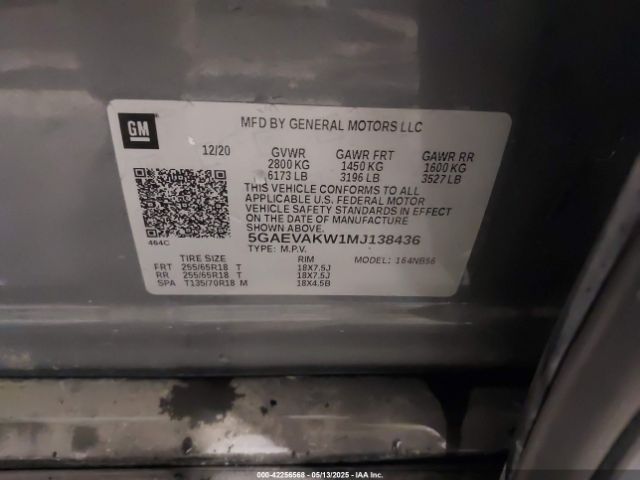 GM
MFD BY GENERAL MOTORS LLC
12/20 GVWR GAWR FRT GAWR RR
2800 KG 1450 KG 1600 KG
6173 LB 3196 LB 3527 LB
THIS VEHICLE CONFORMS TO ALL
APPLICABLE U.S. FEDERAL MOTOR
VEHICLE SAFETY STANDARDS IN EFFECT
ON THE DATE OF MANUFACTURE
SHOWN ABOVE.
464C 5GAEVAKW1MJ138436
TYPE: M.P.V.
TIRE SIZE RIM MODEL: 164NB56
FRT 255/65R18 T 18X7.5J
RR 255/65R18 T 18X7.5J
SPA T135/70R18 M 18X4.5B
000-42256568 - 05/13/2025 - IAA Inc.